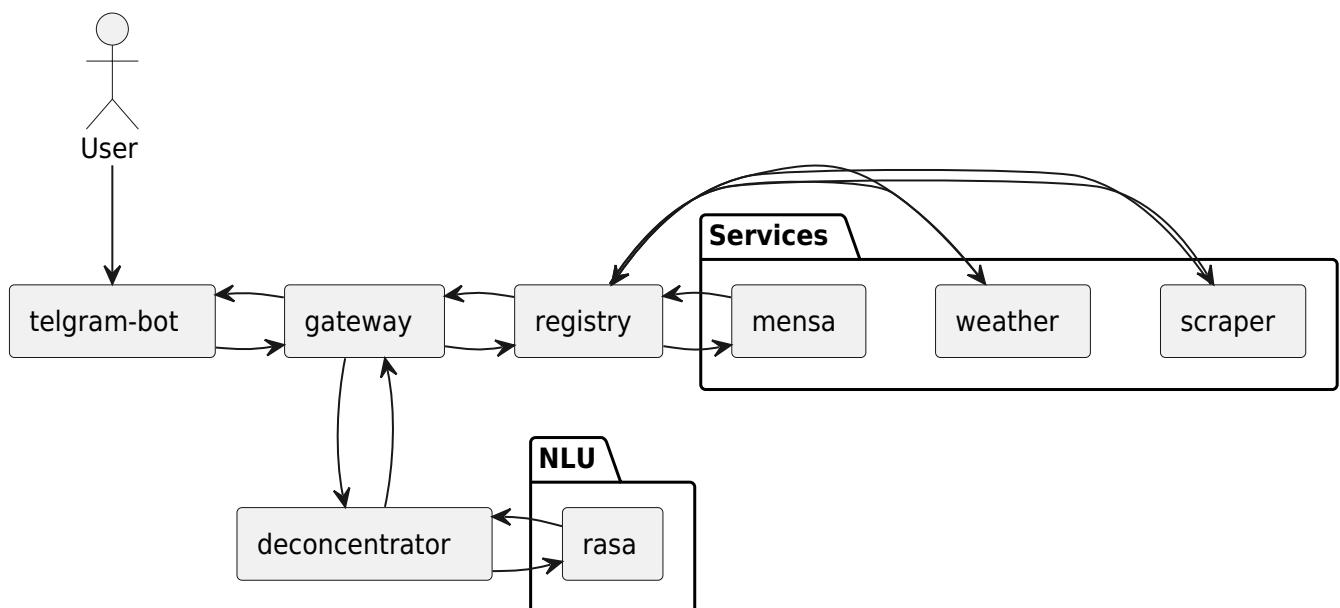 User
Services
telgram-bot
gateway
registry
mensa
weather
scraper
NLU
deconcentrator
rasa